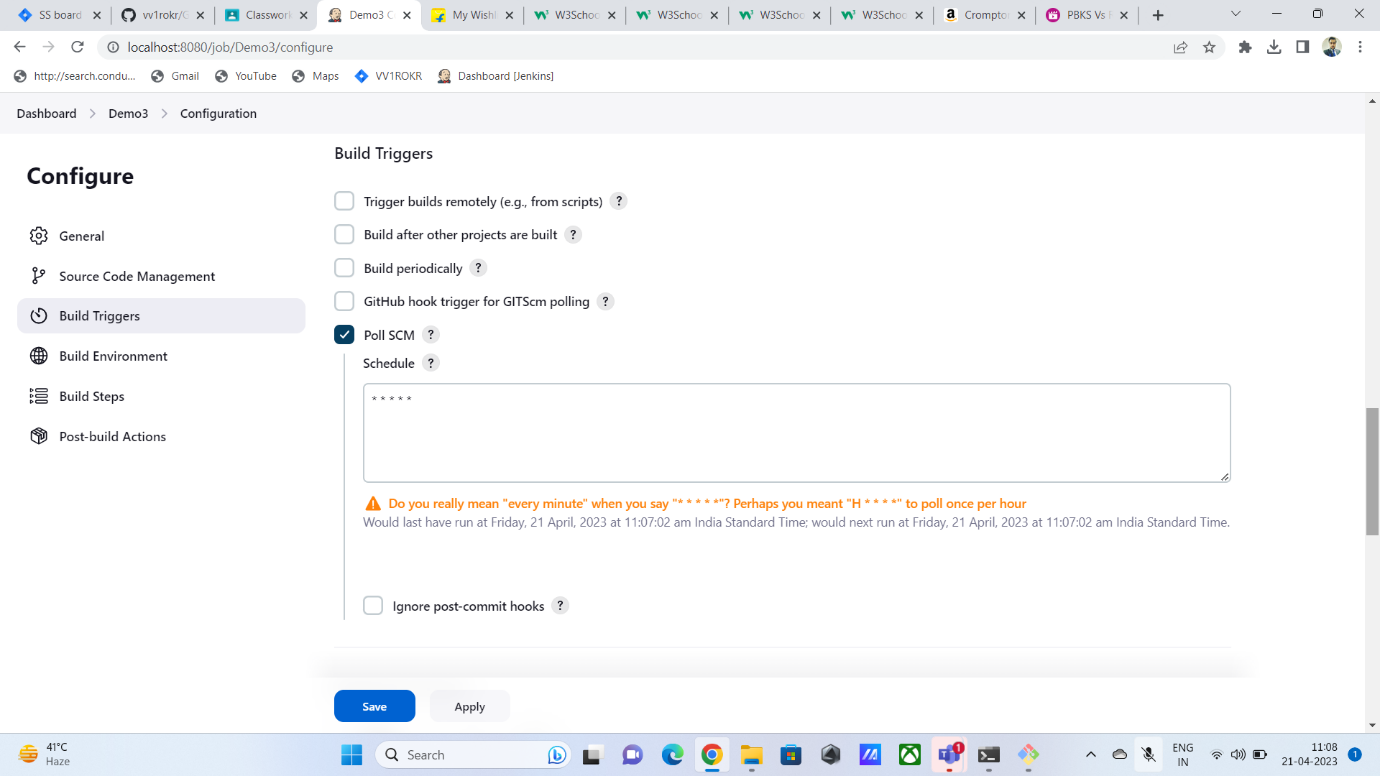 SS board
vv1rokr/G
Classwork
Demo3 C
My Wishl
W3Schoo
W3Schoo
W3Schoo
W3Schoo
Crompto
PBKS Vs
localhost:8080/job/Demo3/configure
http://search.condu...
Gmail
YouTube
Maps
VV1ROKR
Dashboard [Jenkins]
Dashboard
Demo3
Configuration
Configure
General
Source Code Management
Build Triggers
Build Environment
Build Steps
Post-build Actions
Build Triggers
Trigger builds remotely (e.g., from scripts) ?
Build after other projects are built ?
Build periodically ?
GitHub hook trigger for GITScm polling ?
Poll SCM ?
Schedule ?
* * * * *
Do you really mean "every minute" when you say "* * * * *"? Perhaps you meant "H * * * *" to poll once per hour
Would last have run at Friday, 21 April, 2023 at 11:07:02 am India Standard Time; would next run at Friday, 21 April, 2023 at 11:07:02 am India Standard Time.
Ignore post-commit hooks ?
Save
Apply
41°C
Haze
Search
1
ENG
IN
11:08
21-04-2023
1